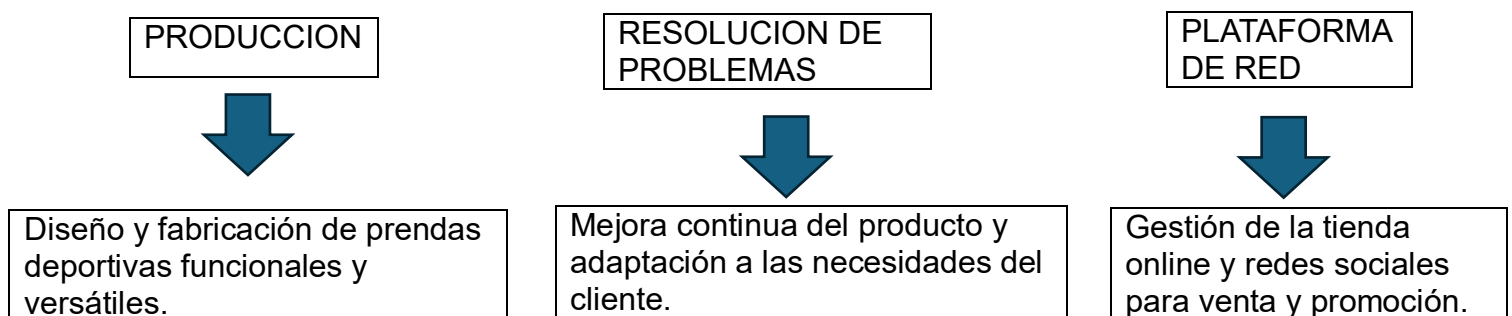 PRODUCCION
Diseño y fabricación de prendas
deportivas funcionales y
versátiles.
RESOLUCION DE
PROBLEMAS
Mejora continua del producto y
adaptación a las necesidades del
cliente.
PLATAFORMA
DE RED
Gestión de la tienda
online y redes sociales
para venta y promoción.